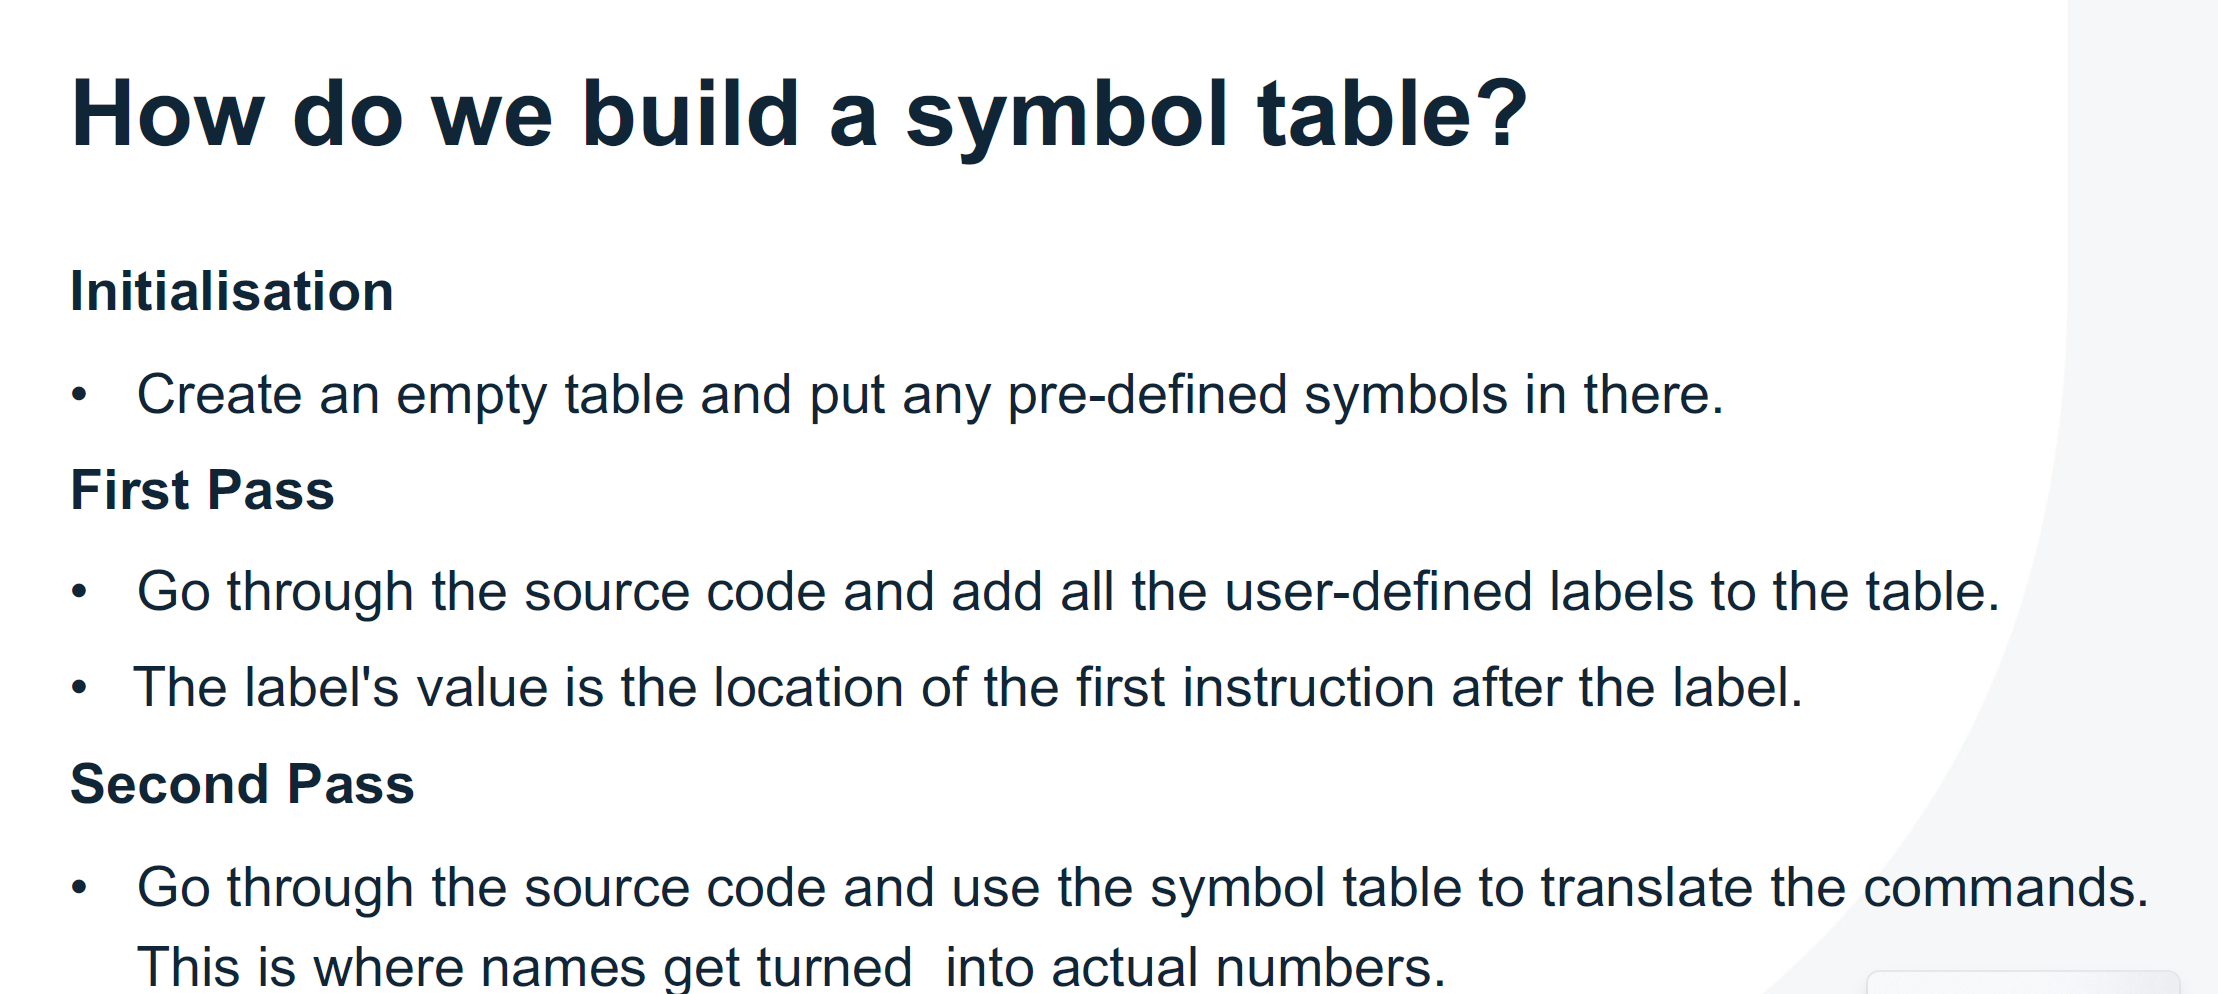 How do we build a symbol table?
Initialisation
• Create an empty table and put any pre-defined symbols in there.
First Pass
• Go through the source code and add all the user-defined labels to the table.
• The label's value is the location of the first instruction after the label.
Second Pass
• Go through the source code and use the symbol table to translate the commands.
This is where names get turned  into actual numbers.